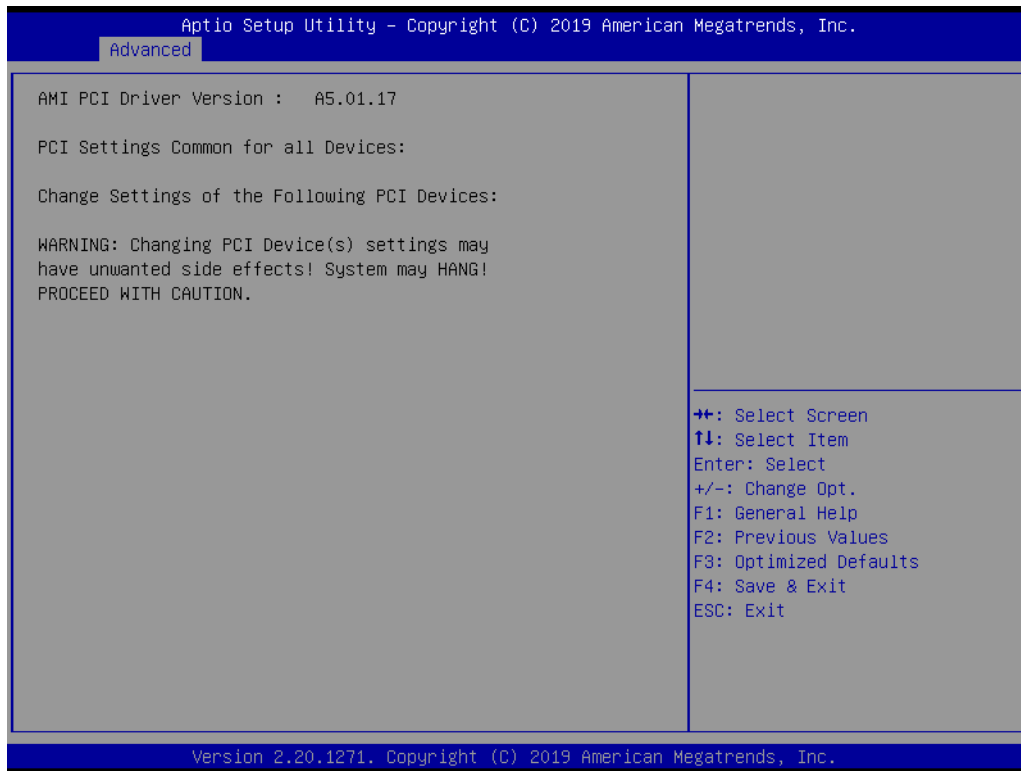 Aptio Setup Utility – Copyright (C) 2019 American Megatrends, Inc.
Advanced
AMI PCI Driver Version :   A5.01.17
PCI Settings Common for all Devices:
Change Settings of the Following PCI Devices:
WARNING: Changing PCI Device(s) settings may
have unwanted side effects! System may HANG!
PROCEED WITH CAUTION.
→←: Select Screen
↑↓: Select Item
Enter: Select
+/-: Change Opt.
F1: General Help
F2: Previous Values
F3: Optimized Defaults
F4: Save & Exit
ESC: Exit
Version 2.20.1271. Copyright (C) 2019 American Megatrends, Inc.